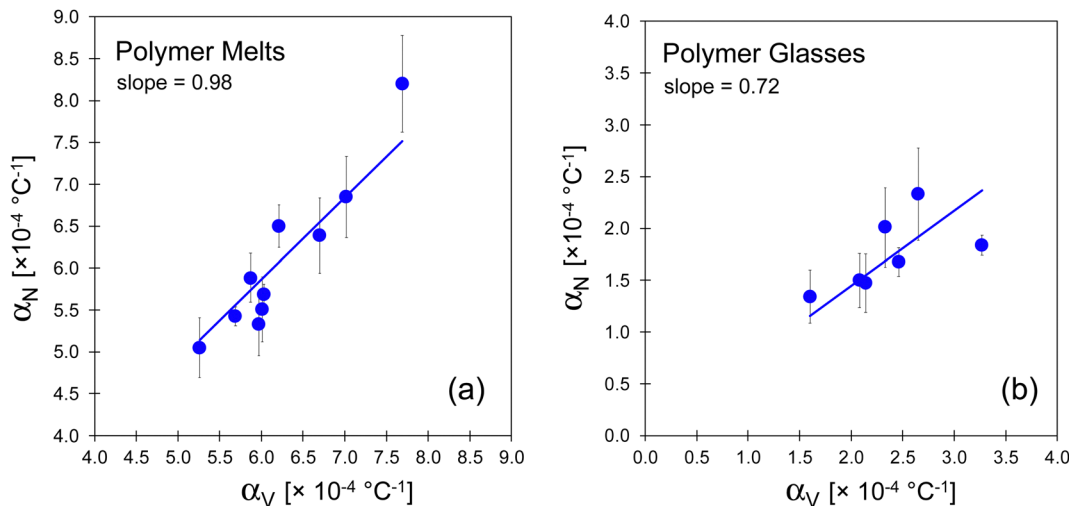 Polymer Melts
slope = 0.98
9.0
8.5
8.0
7.5
7.0
6.5
6.0
5.5
5.0
4.5
4.0
α_N [×10⁻⁴ °C⁻¹]
4.0 4.5 5.0 5.5 6.0 6.5 7.0 7.5 8.0 8.5 9.0
α_V [× 10⁻⁴ °C⁻¹]
(a)
Polymer Glasses
slope = 0.72
4.0
3.5
3.0
2.5
2.0
1.5
1.0
0.5
0.0
α_N [×10⁻⁴ °C⁻¹]
0.0 0.5 1.0 1.5 2.0 2.5 3.0 3.5 4.0
α_V [× 10⁻⁴ °C⁻¹]
(b)